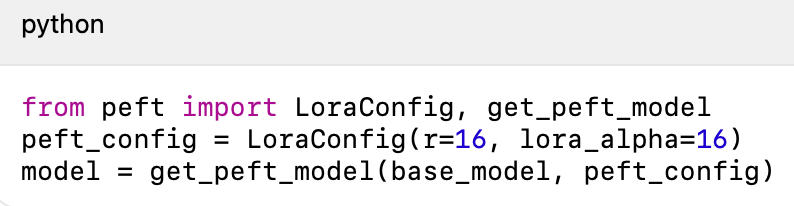 python
from peft import LoraConfig, get_peft_model
peft_config = LoraConfig(r=16, lora_alpha=16)
model = get_peft_model(base_model, peft_config)